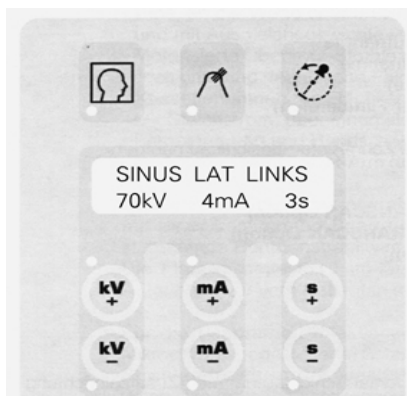 SINUS LAT LINKS
70kV 4mA 3s
kV mA s
+ + +
kV mA s
− − −